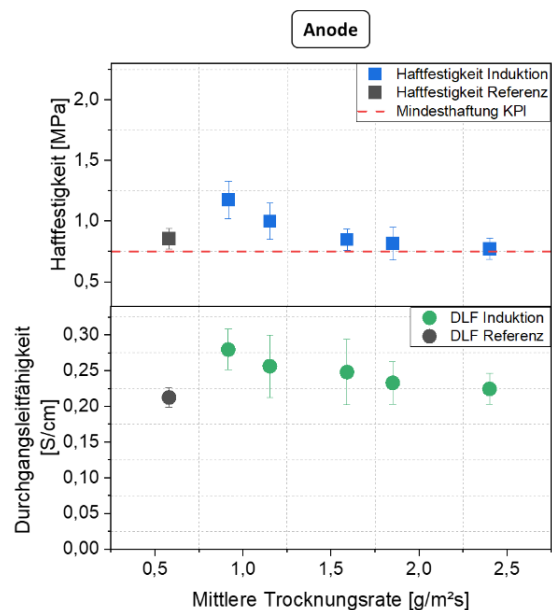 Anode
Haftfestigkeit Induktion
Haftfestigkeit Referenz
Mindesthaftung KPI
Haftfestigkeit [MPa]
2,0
1,5
1,0
0,5
DLF Induktion
DLF Referenz
Durchgangsleitfähigkeit
[S/cm]
0,30
0,25
0,20
0,15
0,10
0,05
0,00
0,5 1,0 1,5 2,0 2,5
Mittlere Trocknungsrate [g/m²s]